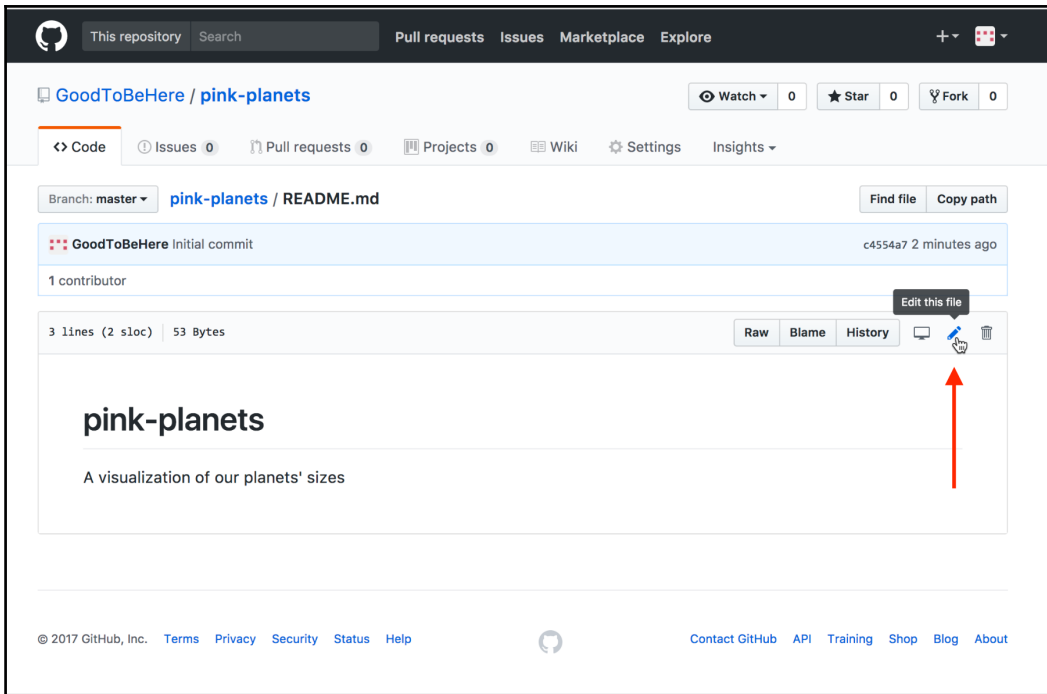 This repository Search Pull requests Issues Marketplace Explore
GoodToBeHere / pink-planets Watch 0 Star 0 Fork 0
Code Issues 0 Pull requests 0 Projects 0 Wiki Settings Insights
Branch: master pink-planets / README.md Find file Copy path
GoodToBeHere Initial commit c4554a7 2 minutes ago
1 contributor
Edit this file
3 lines (2 sloc) 53 Bytes Raw Blame History
pink-planets
A visualization of our planets' sizes
© 2017 GitHub, Inc. Terms Privacy Security Status Help Contact GitHub API Training Shop Blog About